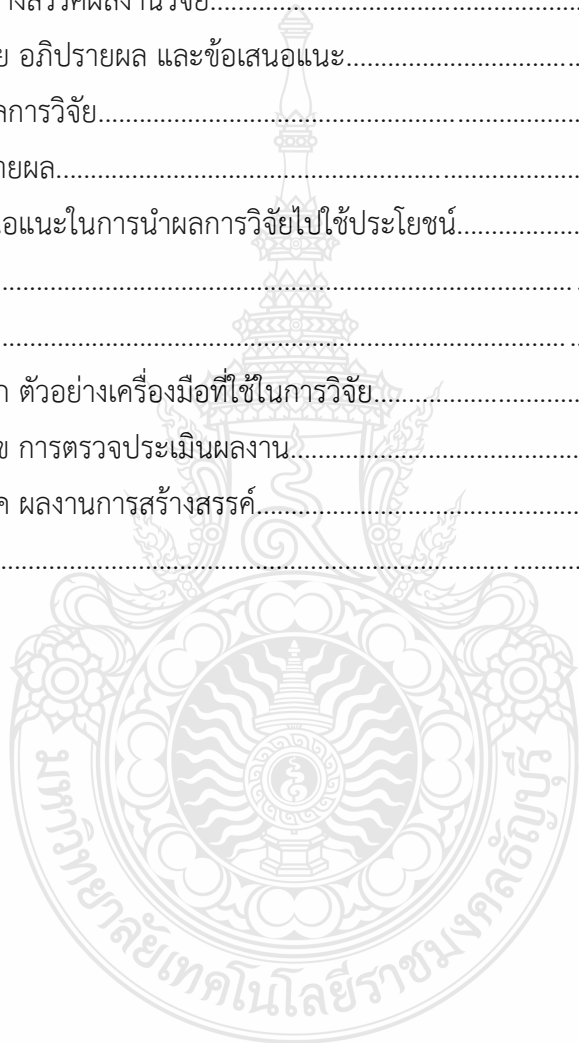 างสรรค์ผลงานวิจัย................................................
ย อภิปรายผล และข้อเสนอแนะ................................
ลการวิจัย................................................................
ายผล......................................................................
นอแนะในการนำผลการวิจัยไปใช้ประโยชน์.................
................................................................................
................................................................................
ก ตัวอย่างเครื่องมือที่ใช้ในการวิจัย............................
ข การตรวจประเมินผลงาน........................................
ค ผลงานการสร้างสรรค์.............................................
................................................................................
มหาวิทยาลัยเทคโนโลยีราชมงคลธัญบุรี